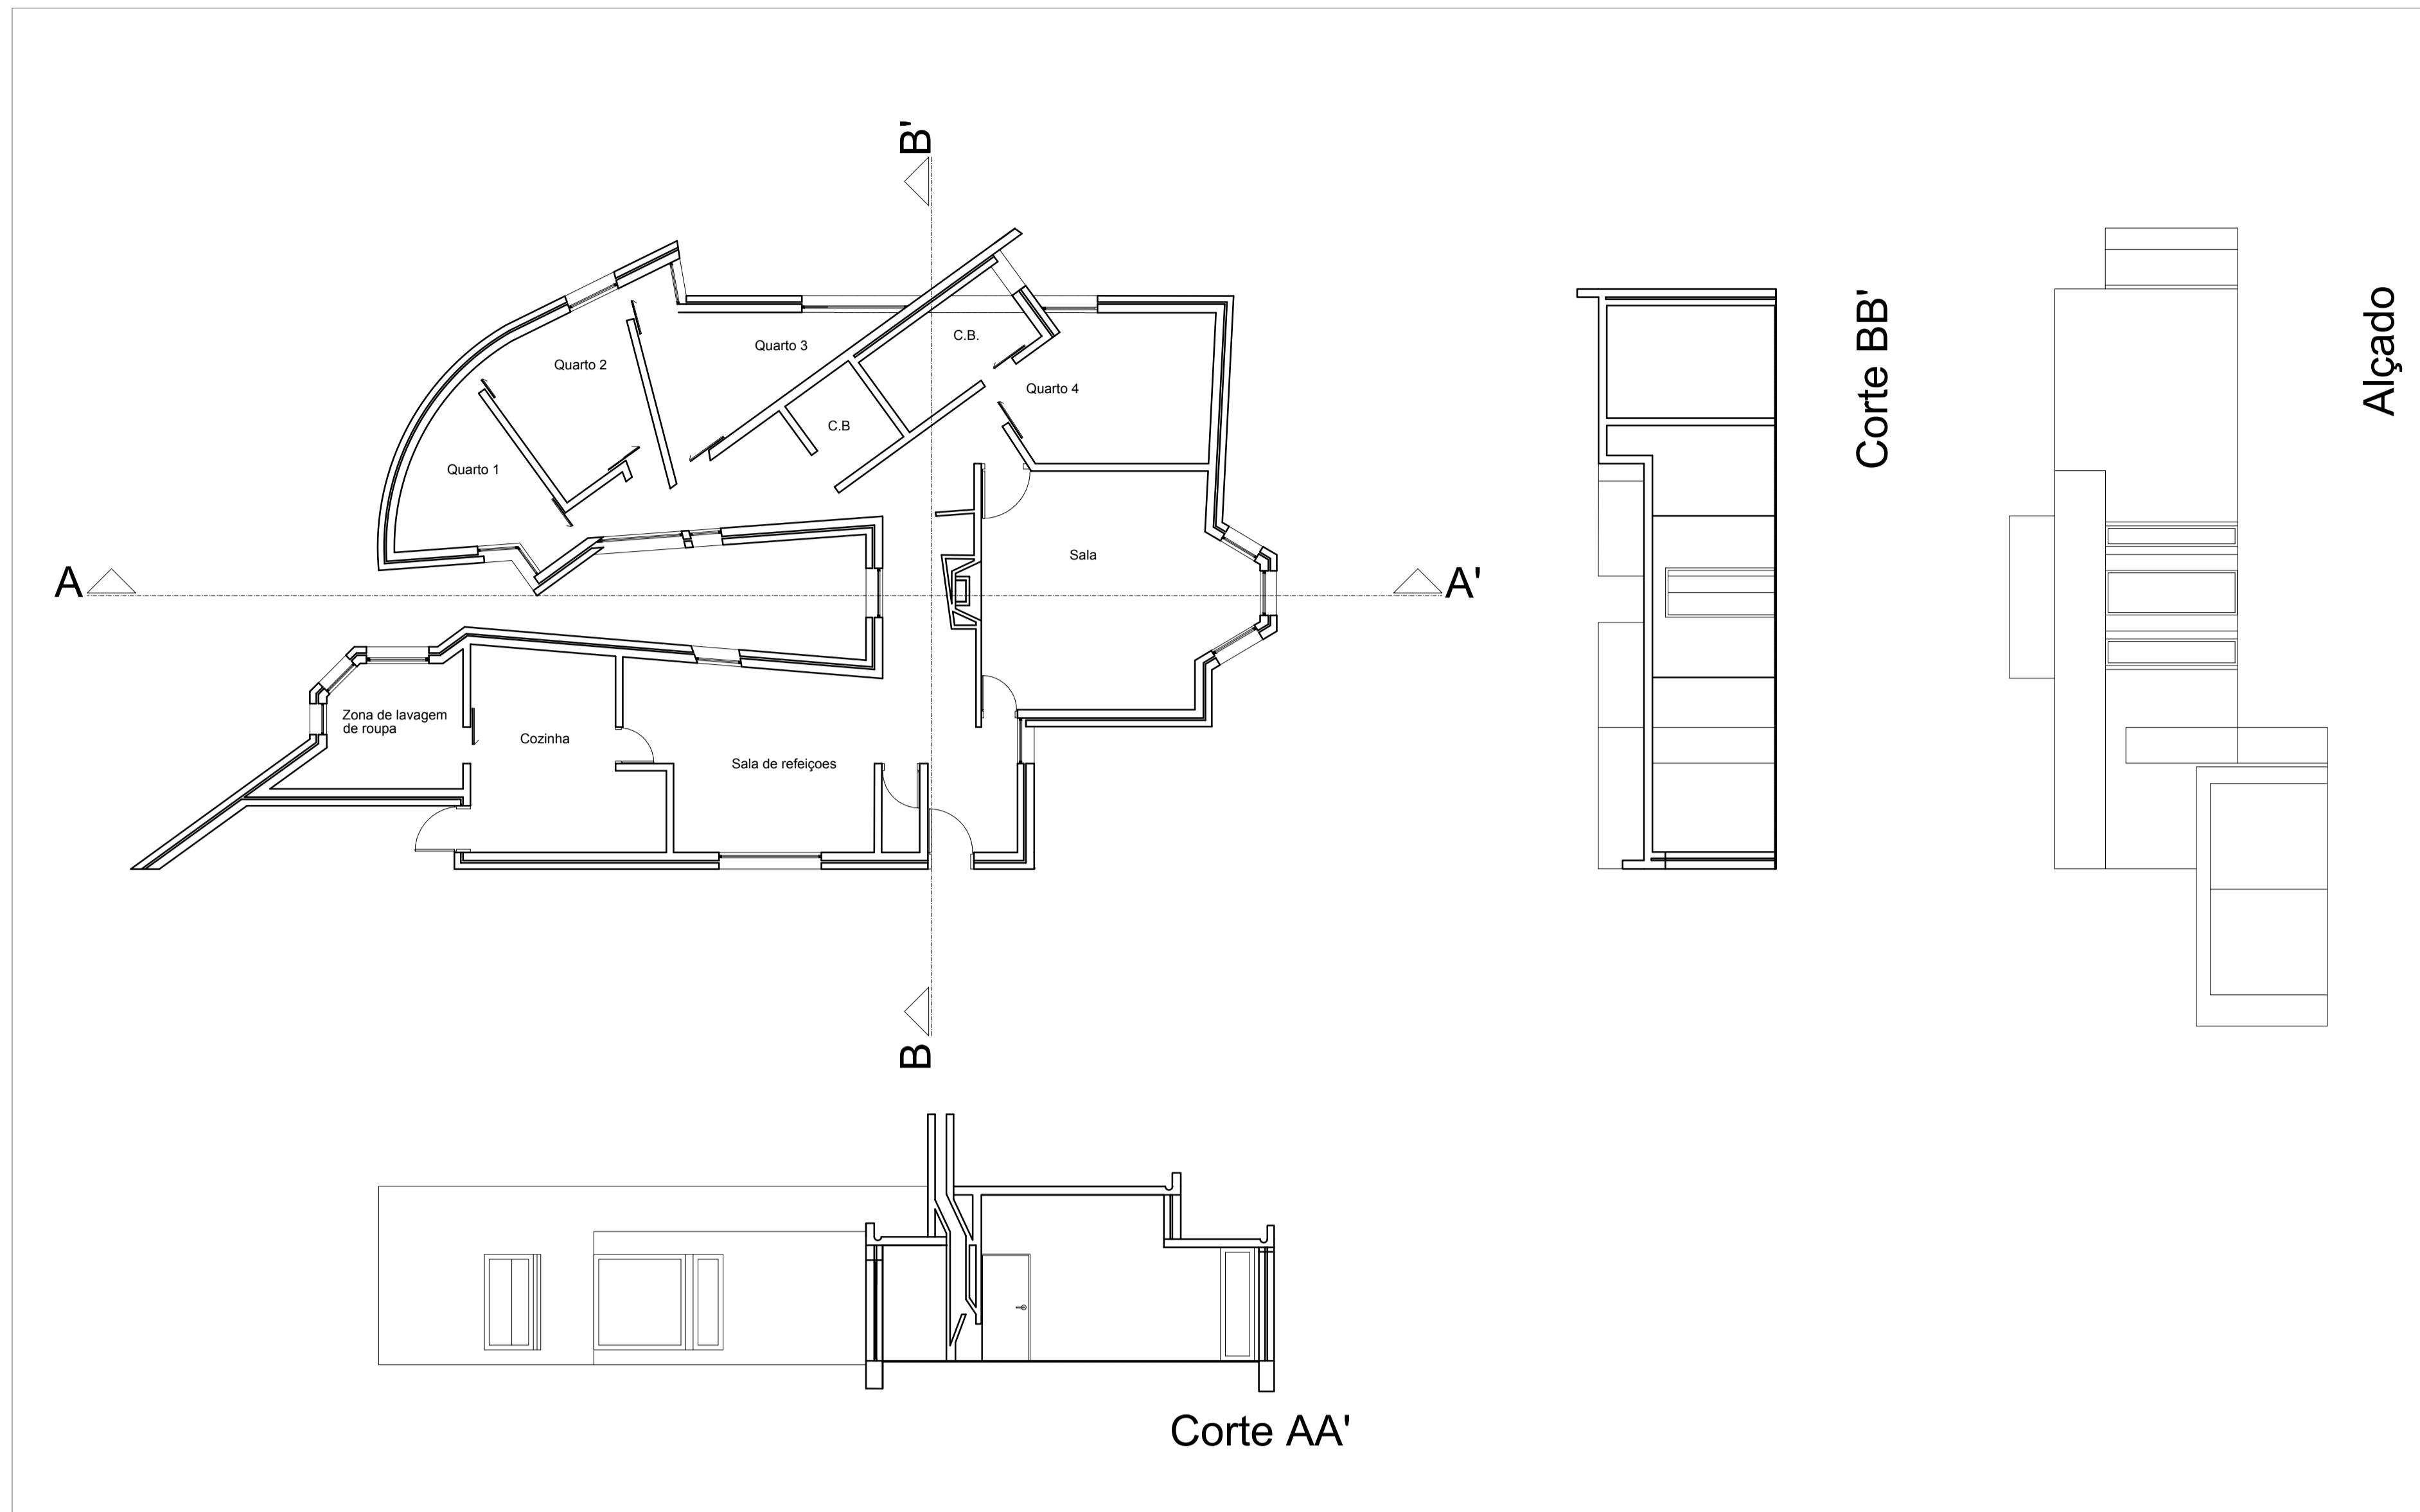 B'
Quarto 3
C.B.
Quarto 2
Quarto 4
C.B
Quarto 1
Sala
A
A'
Zona de lavagem
de roupa
Cozinha
Sala de refeiçoes
B
Corte BB'
Alçado
Corte AA'